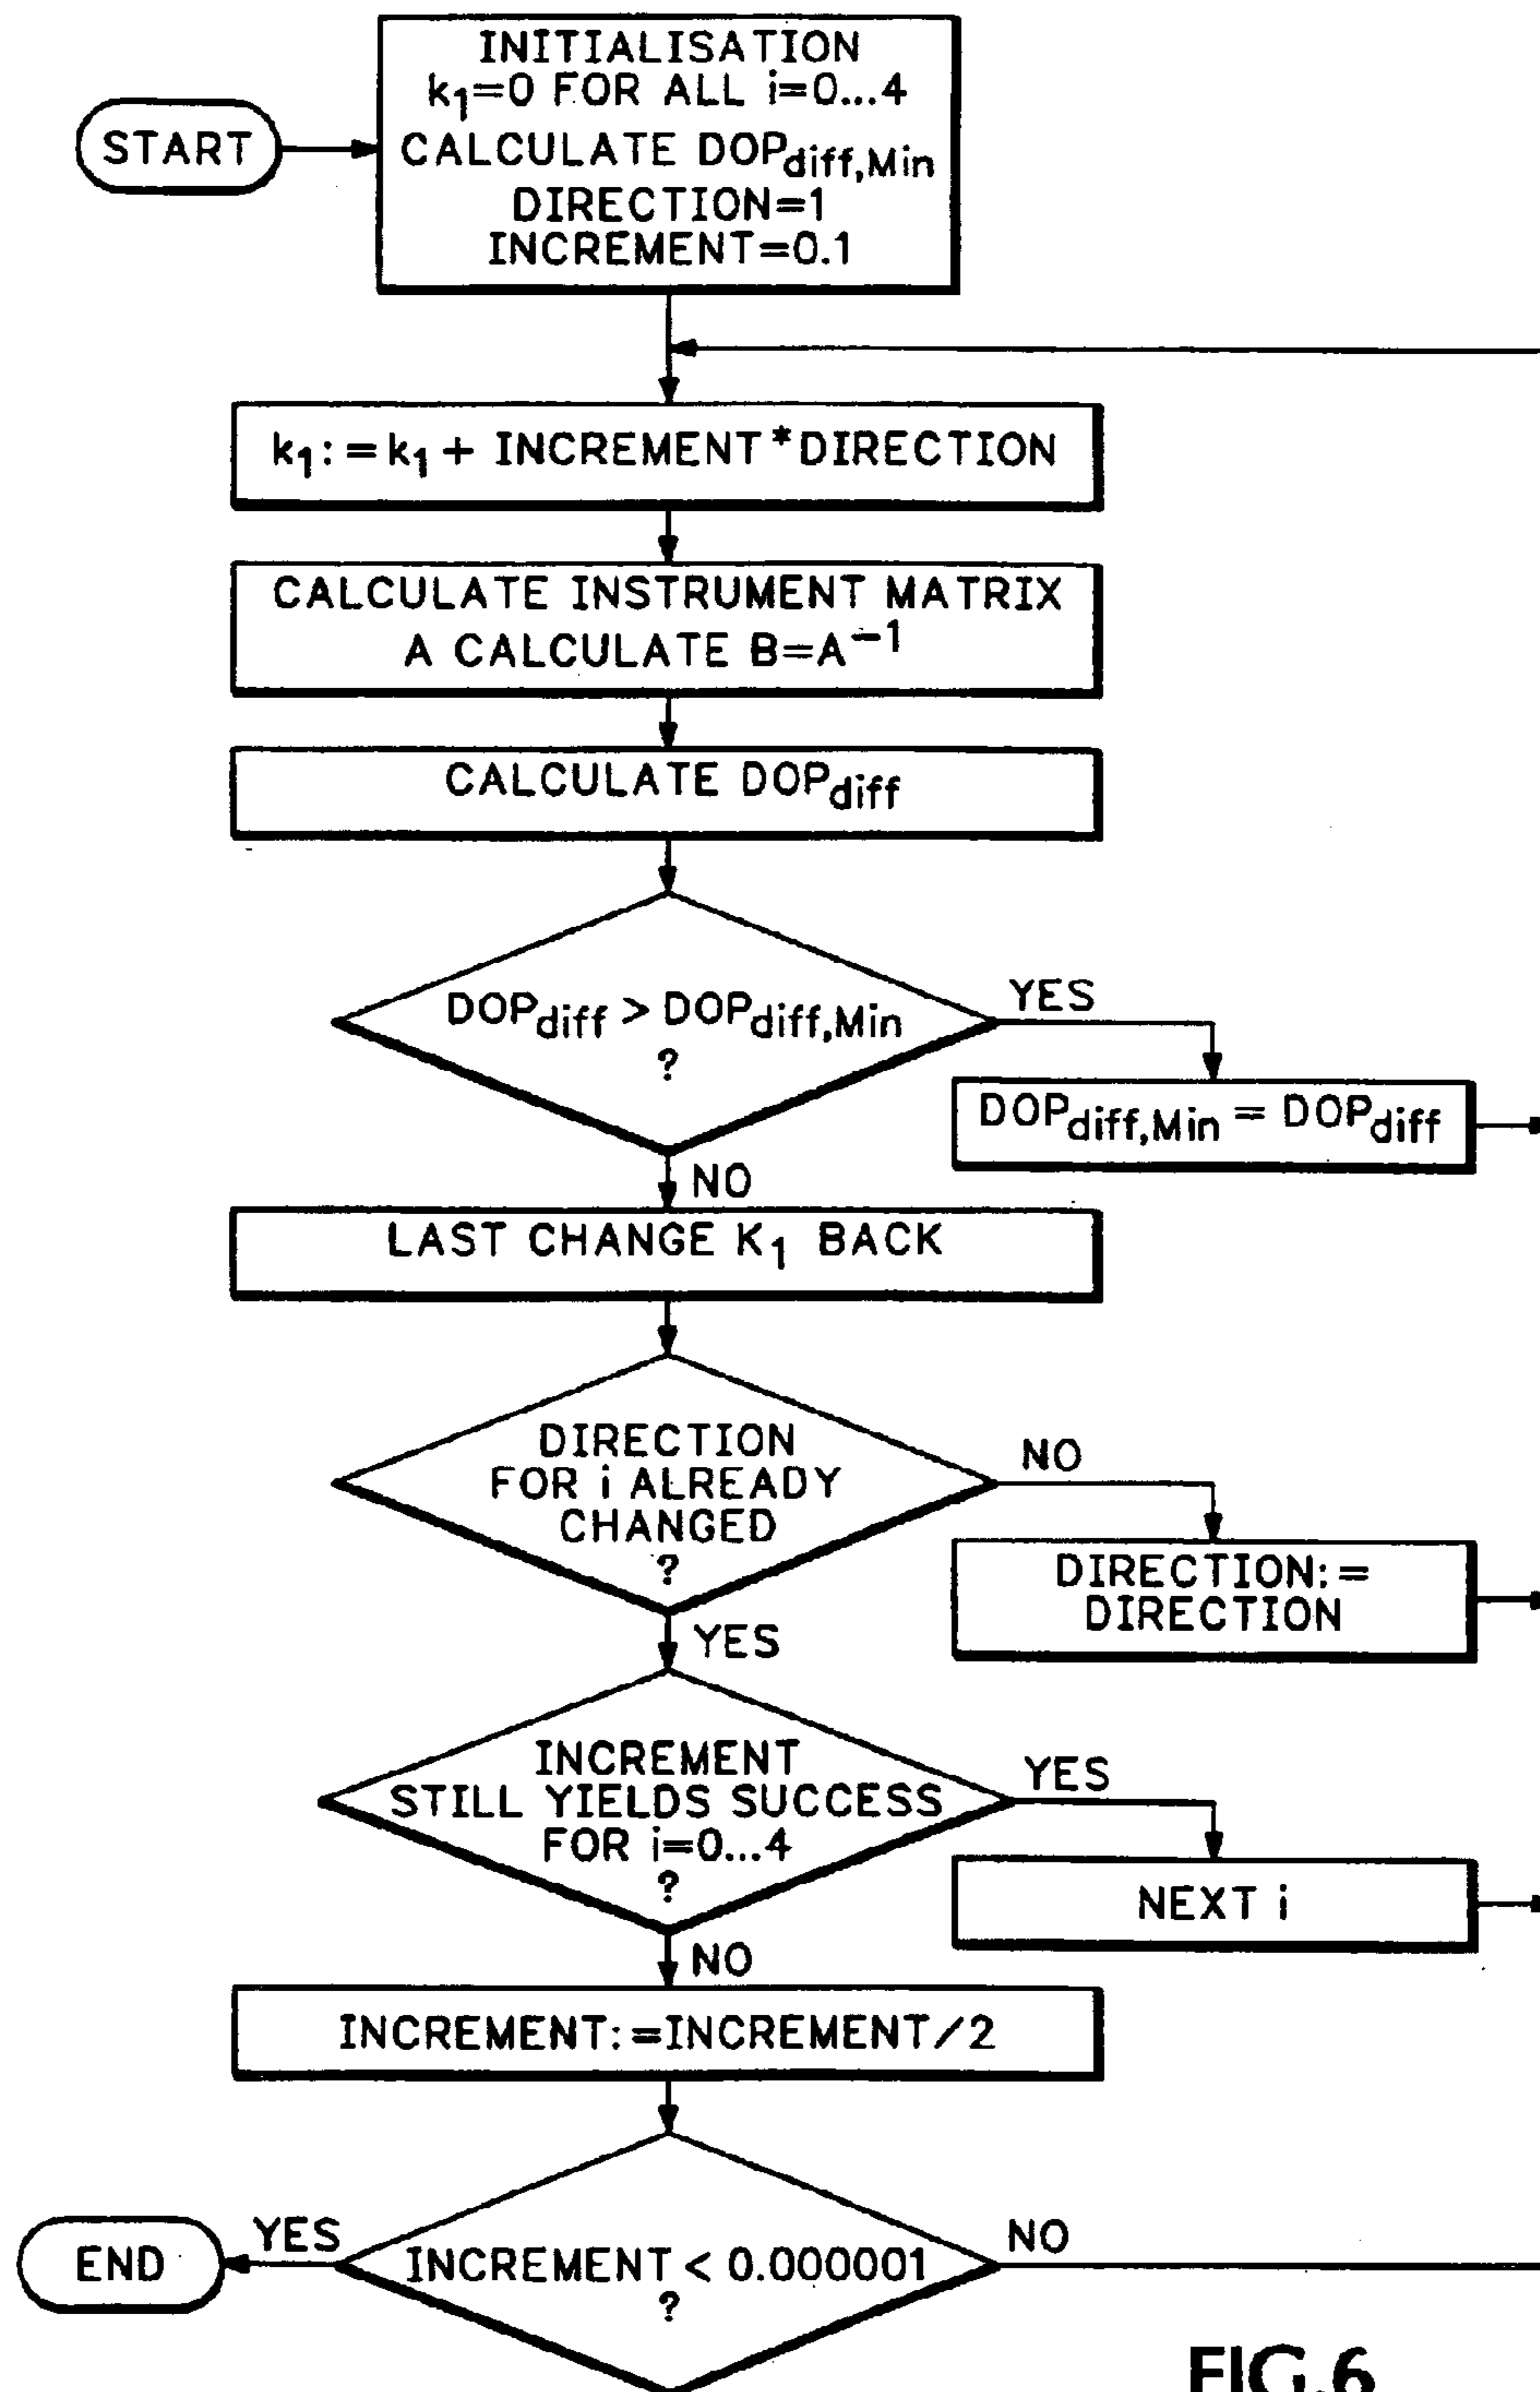 INITIALISATION
k₁=0 FOR ALL i=0...4
START
CALCULATE DOPdiff,Min
DIRECTION=1
INCREMENT=0.1
k₁:=k₁+ INCREMENT*DIRECTION
CALCULATE INSTRUMENT MATRIX
A CALCULATE B=A⁻¹
CALCULATE DOPdiff
DOPdiff > DOPdiff,Min
?
YES
DOPdiff,Min = DOPdiff
NO
LAST CHANGE K₁ BACK
DIRECTION
FOR i ALREADY
CHANGED
?
NO
DIRECTION:=
DIRECTION
YES
INCREMENT
STILL YIELDS SUCCESS
FOR i=0...4
?
YES
NEXT i
NO
INCREMENT:=INCREMENT/2
INCREMENT < 0.000001
?
YES
END
NO
FIG.6